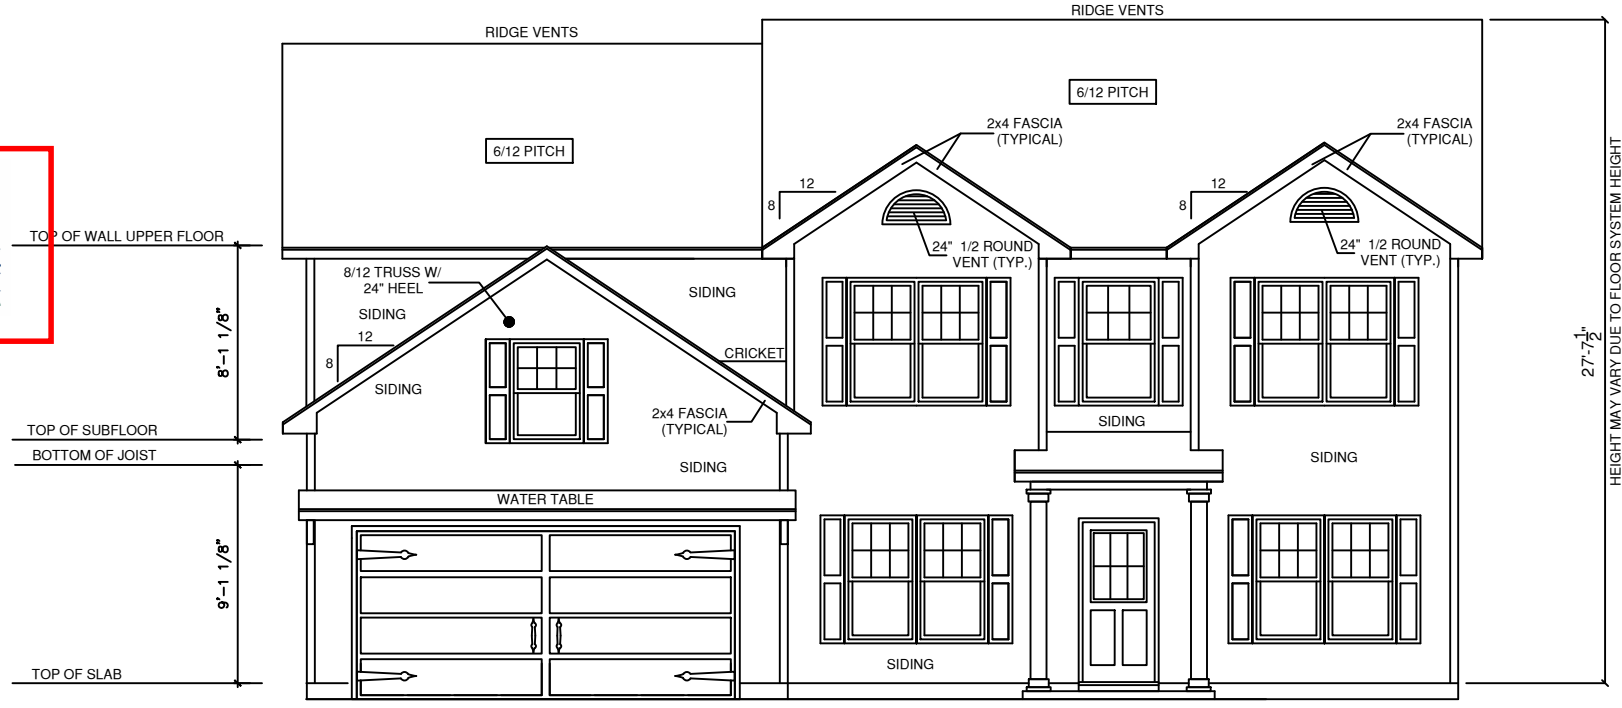 RIDGE VENTS
RIDGE VENTS
6/12 PITCH
6/12 PITCH
2x4 FASCIA
(TYPICAL)
2x4 FASCIA
(TYPICAL)
12
8
12
8
TOP OF WALL UPPER FLOOR
24" 1/2 ROUND
VENT (TYP.)
24" 1/2 ROUND
VENT (TYP.)
8/12 TRUSS W/
24" HEEL
SIDING
SIDING
12
8
CRICKET
SIDING
8'-1 1/8"
2x4 FASCIA
(TYPICAL)
SIDING
TOP OF SUBFLOOR
BOTTOM OF JOIST
SIDING
SIDING
WATER TABLE
9'-1 1/8"
SIDING
TOP OF SLAB
27'-7 1/2"
HEIGHT MAY VARY DUE TO FLOOR SYSTEM HEIGHT